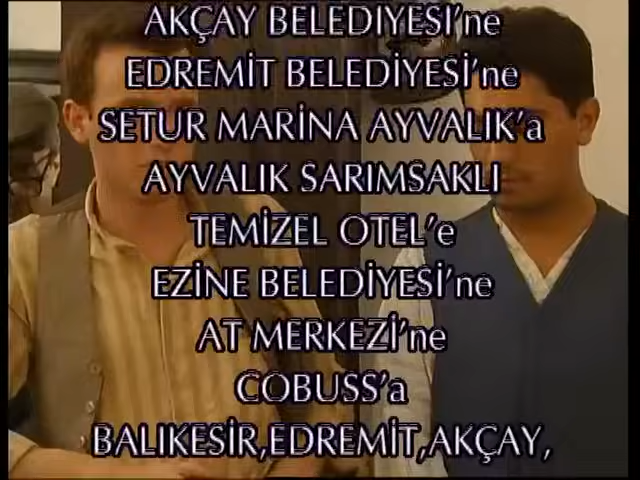 AKÇAY BELEDİYESİ'ne
EDREMİT BELEDİYESİ'ne
SETUR MARİNA AYVALIK'a
AYVALIK SARIMSAKLI
TEMİZEL OTEL'e
EZİNE BELEDİYESİ'ne
AT MERKEZİ'ne
COBUSS'a
BALIKESİR,EDREMİT,AKÇAY,